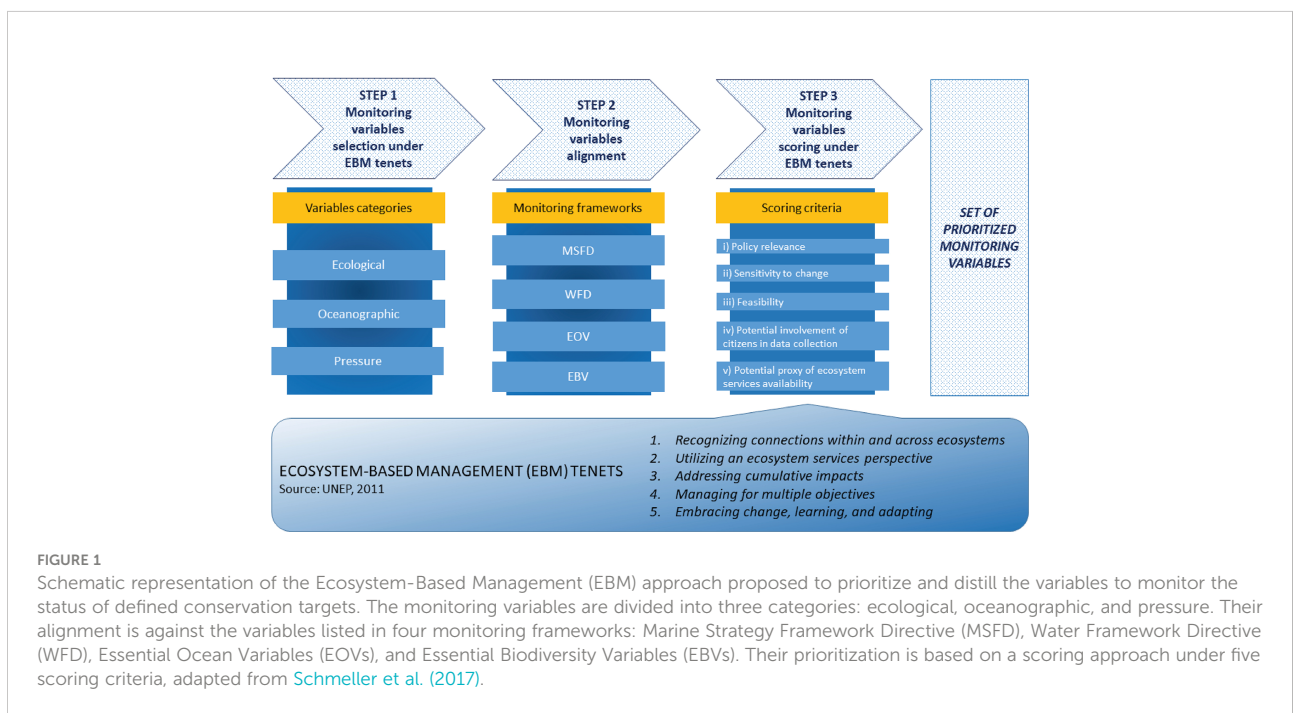 STEP 1
Monitoring
variables
selection under
EBM tenets
STEP 2
Monitoring
variables
alignment
STEP 3
Monitoring
variables
scoring under
EBM tenets
Variables categories
Ecological
Oceanographic
Pressure
Monitoring frameworks
MSFD
WFD
EOV
EBV
Scoring criteria
i) Policy relevance
ii) Sensitivity to change
iii) Feasibility
iv) Potential involvement of
citizens in data collection
v) Potential proxy of ecosystem
services availability
SET OF
PRIORITIZED
MONITORING
VARIABLES
ECOSYSTEM-BASED MANAGEMENT (EBM) TENETS
Source: UNEP, 2011
1. Recognizing connections within and across ecosystems
2. Utilizing an ecosystem services perspective
3. Addressing cumulative impacts
4. Managing for multiple objectives
5. Embracing change, learning, and adapting
FIGURE 1
Schematic representation of the Ecosystem-Based Management (EBM) approach proposed to prioritize and distill the variables to monitor the
status of defined conservation targets. The monitoring variables are divided into three categories: ecological, oceanographic, and pressure. Their
alignment is against the variables listed in four monitoring frameworks: Marine Strategy Framework Directive (MSFD), Water Framework Directive
(WFD), Essential Ocean Variables (EOVs), and Essential Biodiversity Variables (EBVs). Their prioritization is based on a scoring approach under five
scoring criteria, adapted from Schmeller et al. (2017).